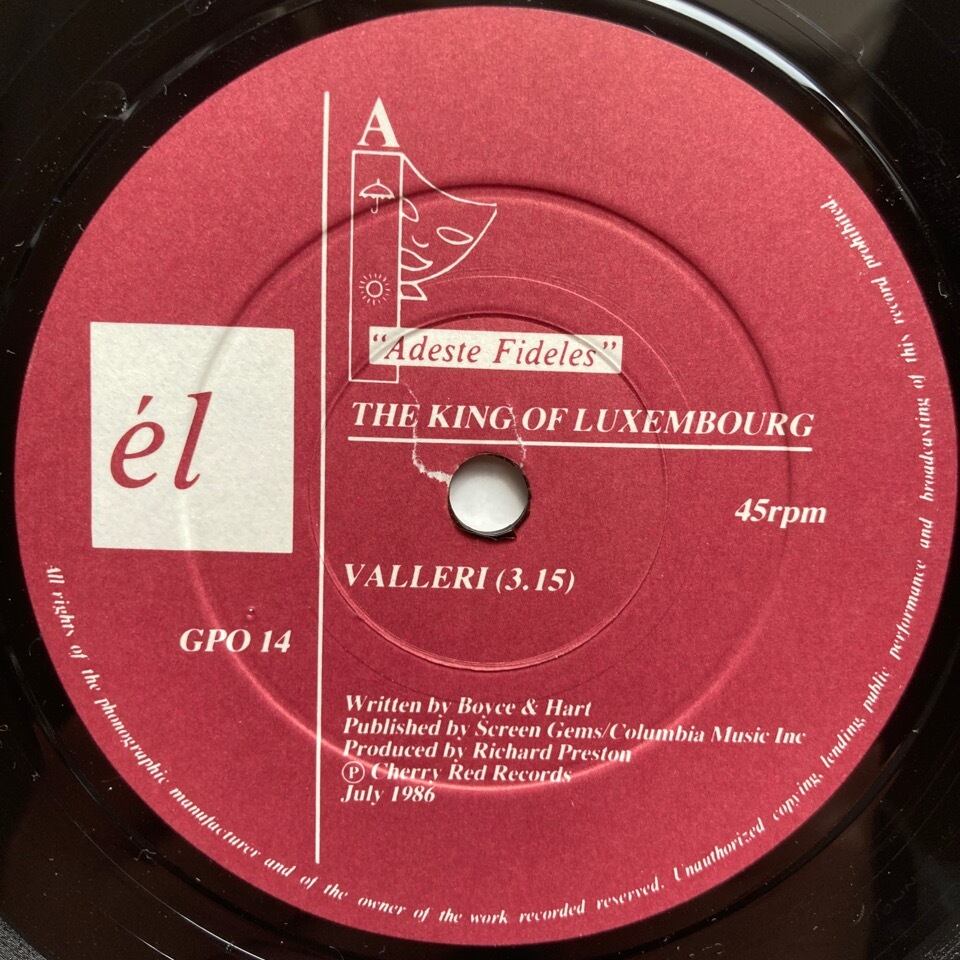 A
"Adeste Fideles"
THE KING OF LUXEMBOURG
él
45rpm
VALLERI (3.15)
GPO 14
Written by Boyce & Hart
Published by Screen Gems/Columbia Music Inc
Produced by Richard Preston
Ⓟ Cherry Red Records
July 1986
All rights of the phonographic manufacturer and of the owner of the work recorded reserved. Unauthorized copying, lending, public performance and broadcasting of this record prohibited.